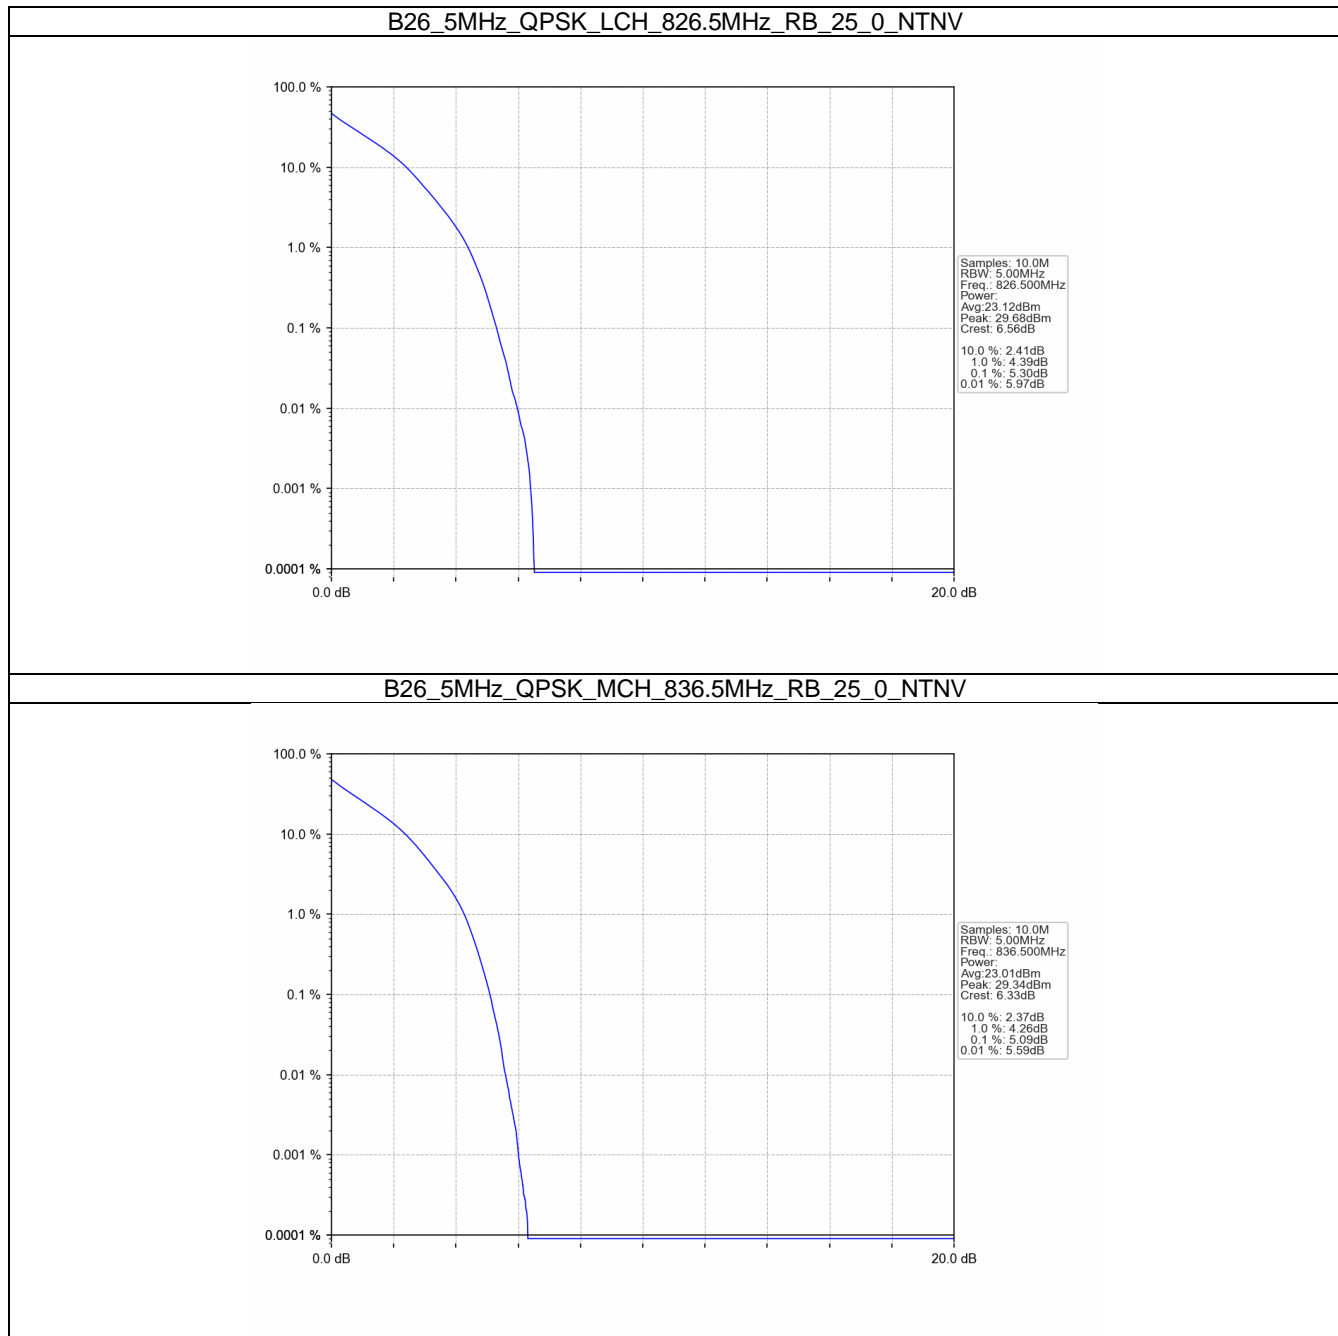 B26_5MHz_QPSK_LCH_826.5MHz_RB_25_0_NTNV
100.0 %
10.0 %
1.0 %
0.1 %
0.01 %
0.001 %
0.0001 %
0.0 dB
20.0 dB
Samples: 10.0M
RBW: 5.00MHz
Freq.: 826.500MHz
Power:
Avg:23.12dBm
Peak: 29.68dBm
Crest: 6.56dB
10.0 %: 2.41dB
1.0 %: 4.39dB
0.1 %: 5.30dB
0.01 %: 5.97dB
B26_5MHz_QPSK_MCH_836.5MHz_RB_25_0_NTNV
100.0 %
10.0 %
1.0 %
0.1 %
0.01 %
0.001 %
0.0001 %
0.0 dB
20.0 dB
Samples: 10.0M
RBW: 5.00MHz
Freq.: 836.500MHz
Power:
Avg:23.01dBm
Peak: 29.34dBm
Crest: 6.33dB
10.0 %: 2.37dB
1.0 %: 4.26dB
0.1 %: 5.09dB
0.01 %: 5.59dB